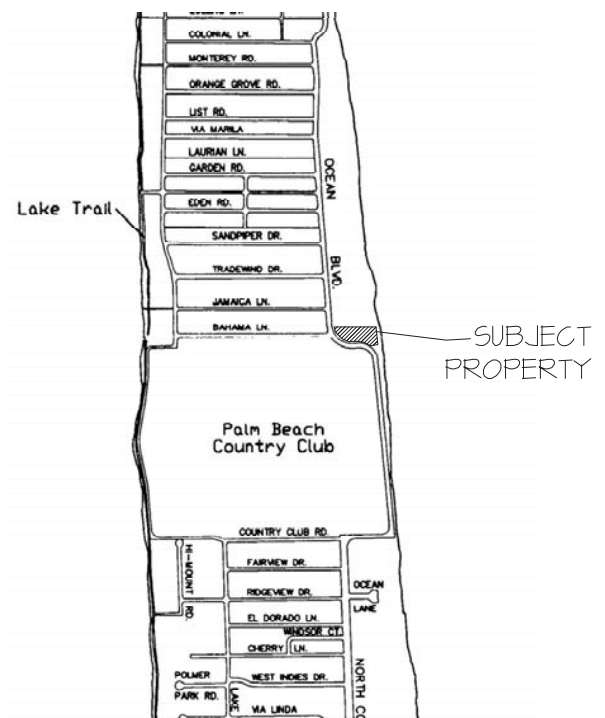 COLONIAL LN.
MONTEREY RD.
ORANGE GROVE RD.
LIST RD.
VIA MARILA
LAURIAN LN.
GARDEN RD.
OCEAN
EDEN RD.
Lake Trail
SANDPIPER DR.
BLVD.
TRADEWIND DR.
JAMAICA LN.
BAHAMA LN.
SUBJECT
PROPERTY
Palm Beach
Country Club
COUNTRY CLUB RD.
HI-MOUNT
RD.
FAIRVIEW DR.
RIDGEVIEW DR.
OCEAN
LANE
EL DORADO LN.
WINDSOR CT.
CHERRY LN.
POLMER
PARK RD.
WEST INDIES DR.
LAKE
VIA LINDA
NORTH CO